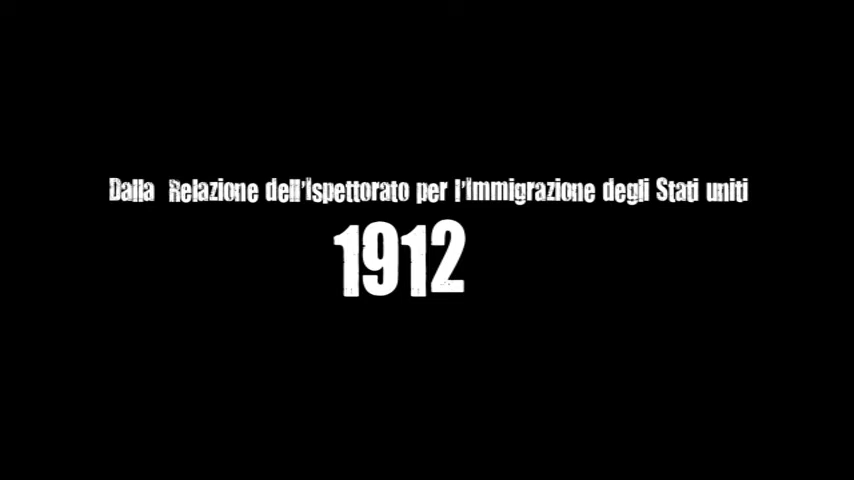 Dalla Relazione dell'Ispettorato per l'Immigrazione degli Stati uniti
1912